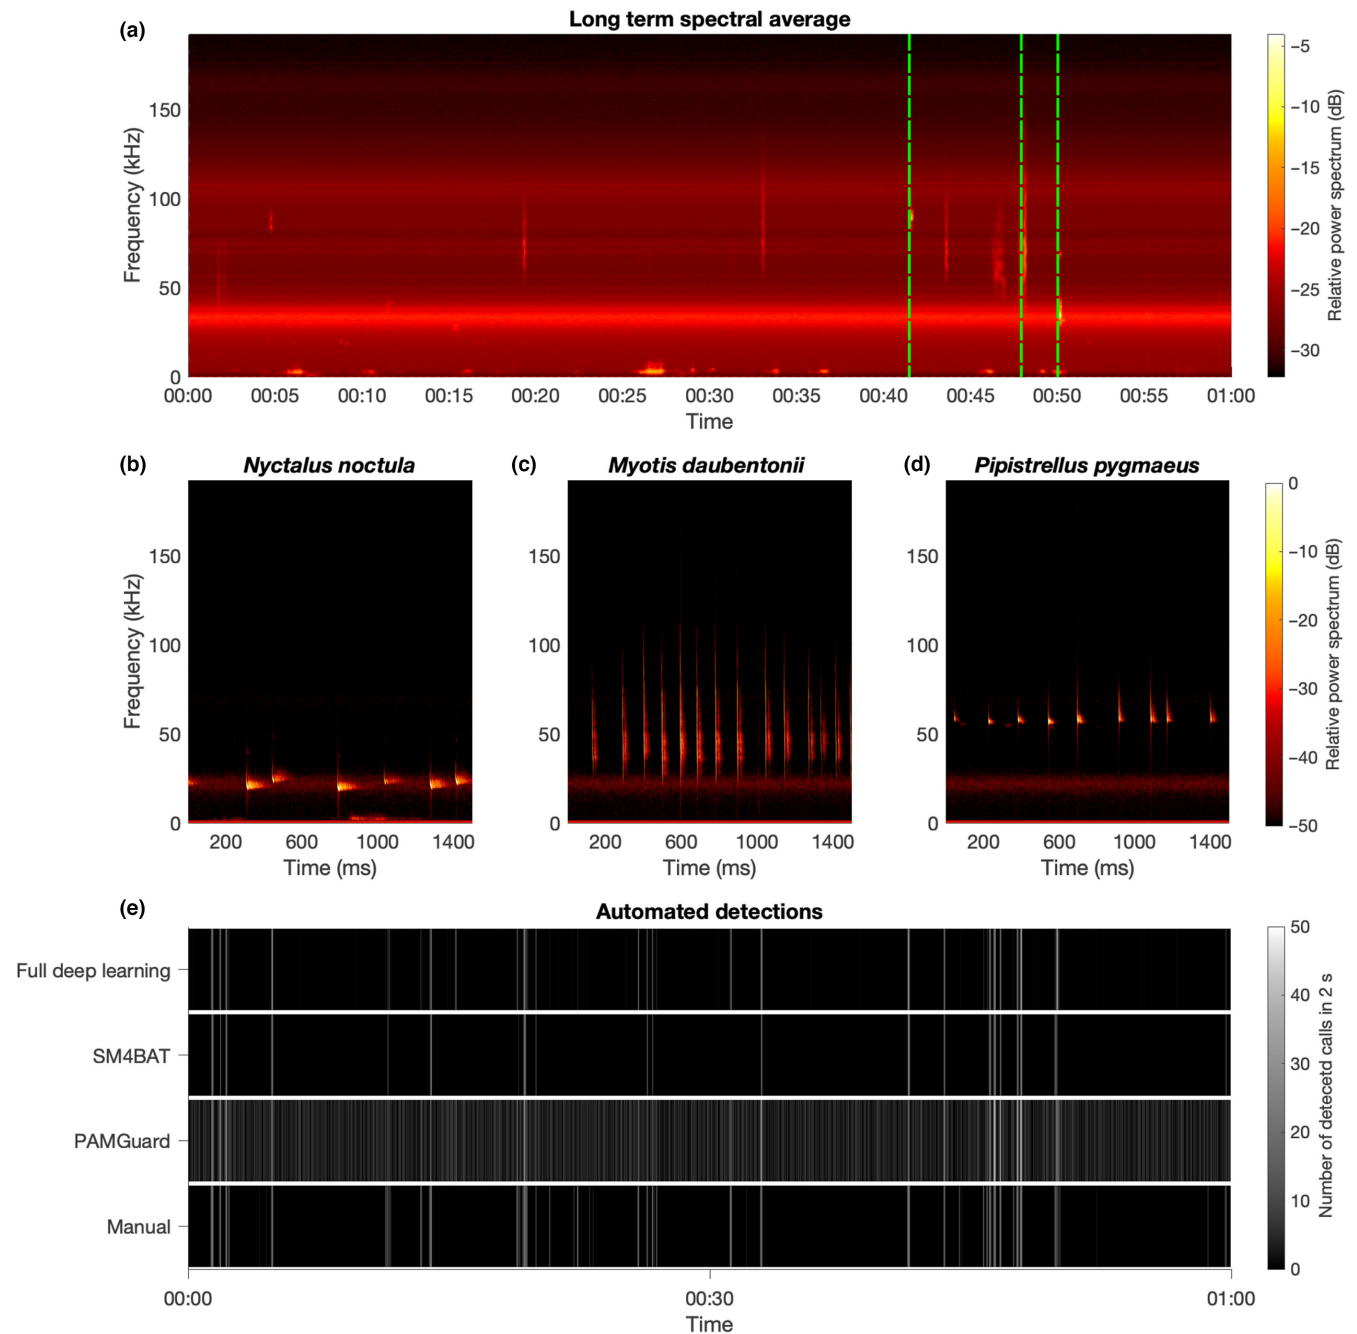 (a)
Long term spectral average
Frequency (kHz)
150
100
50
0
00:00 00:05 00:10 00:15 00:20 00:25 00:30 00:35 00:40 00:45 00:50 00:55 01:00
Time
−5
−10
−15
−20
−25
−30
Relative power spectrum (dB)
(b)
Nyctalus noctula
Frequency (kHz)
150
100
50
0
200 600 1000 1400
Time (ms)
(c)
Myotis daubentonii
150
100
50
0
200 600 1000 1400
Time (ms)
(d)
Pipistrellus pygmaeus
150
100
50
0
200 600 1000 1400
Time (ms)
0
−10
−20
−30
−40
−50
Relative power spectrum (dB)
(e)
Automated detections
Full deep learning
SM4BAT
PAMGuard
Manual
00:00 00:30 01:00
Time
50
40
30
20
10
0
Number of detecetd calls in 2 s